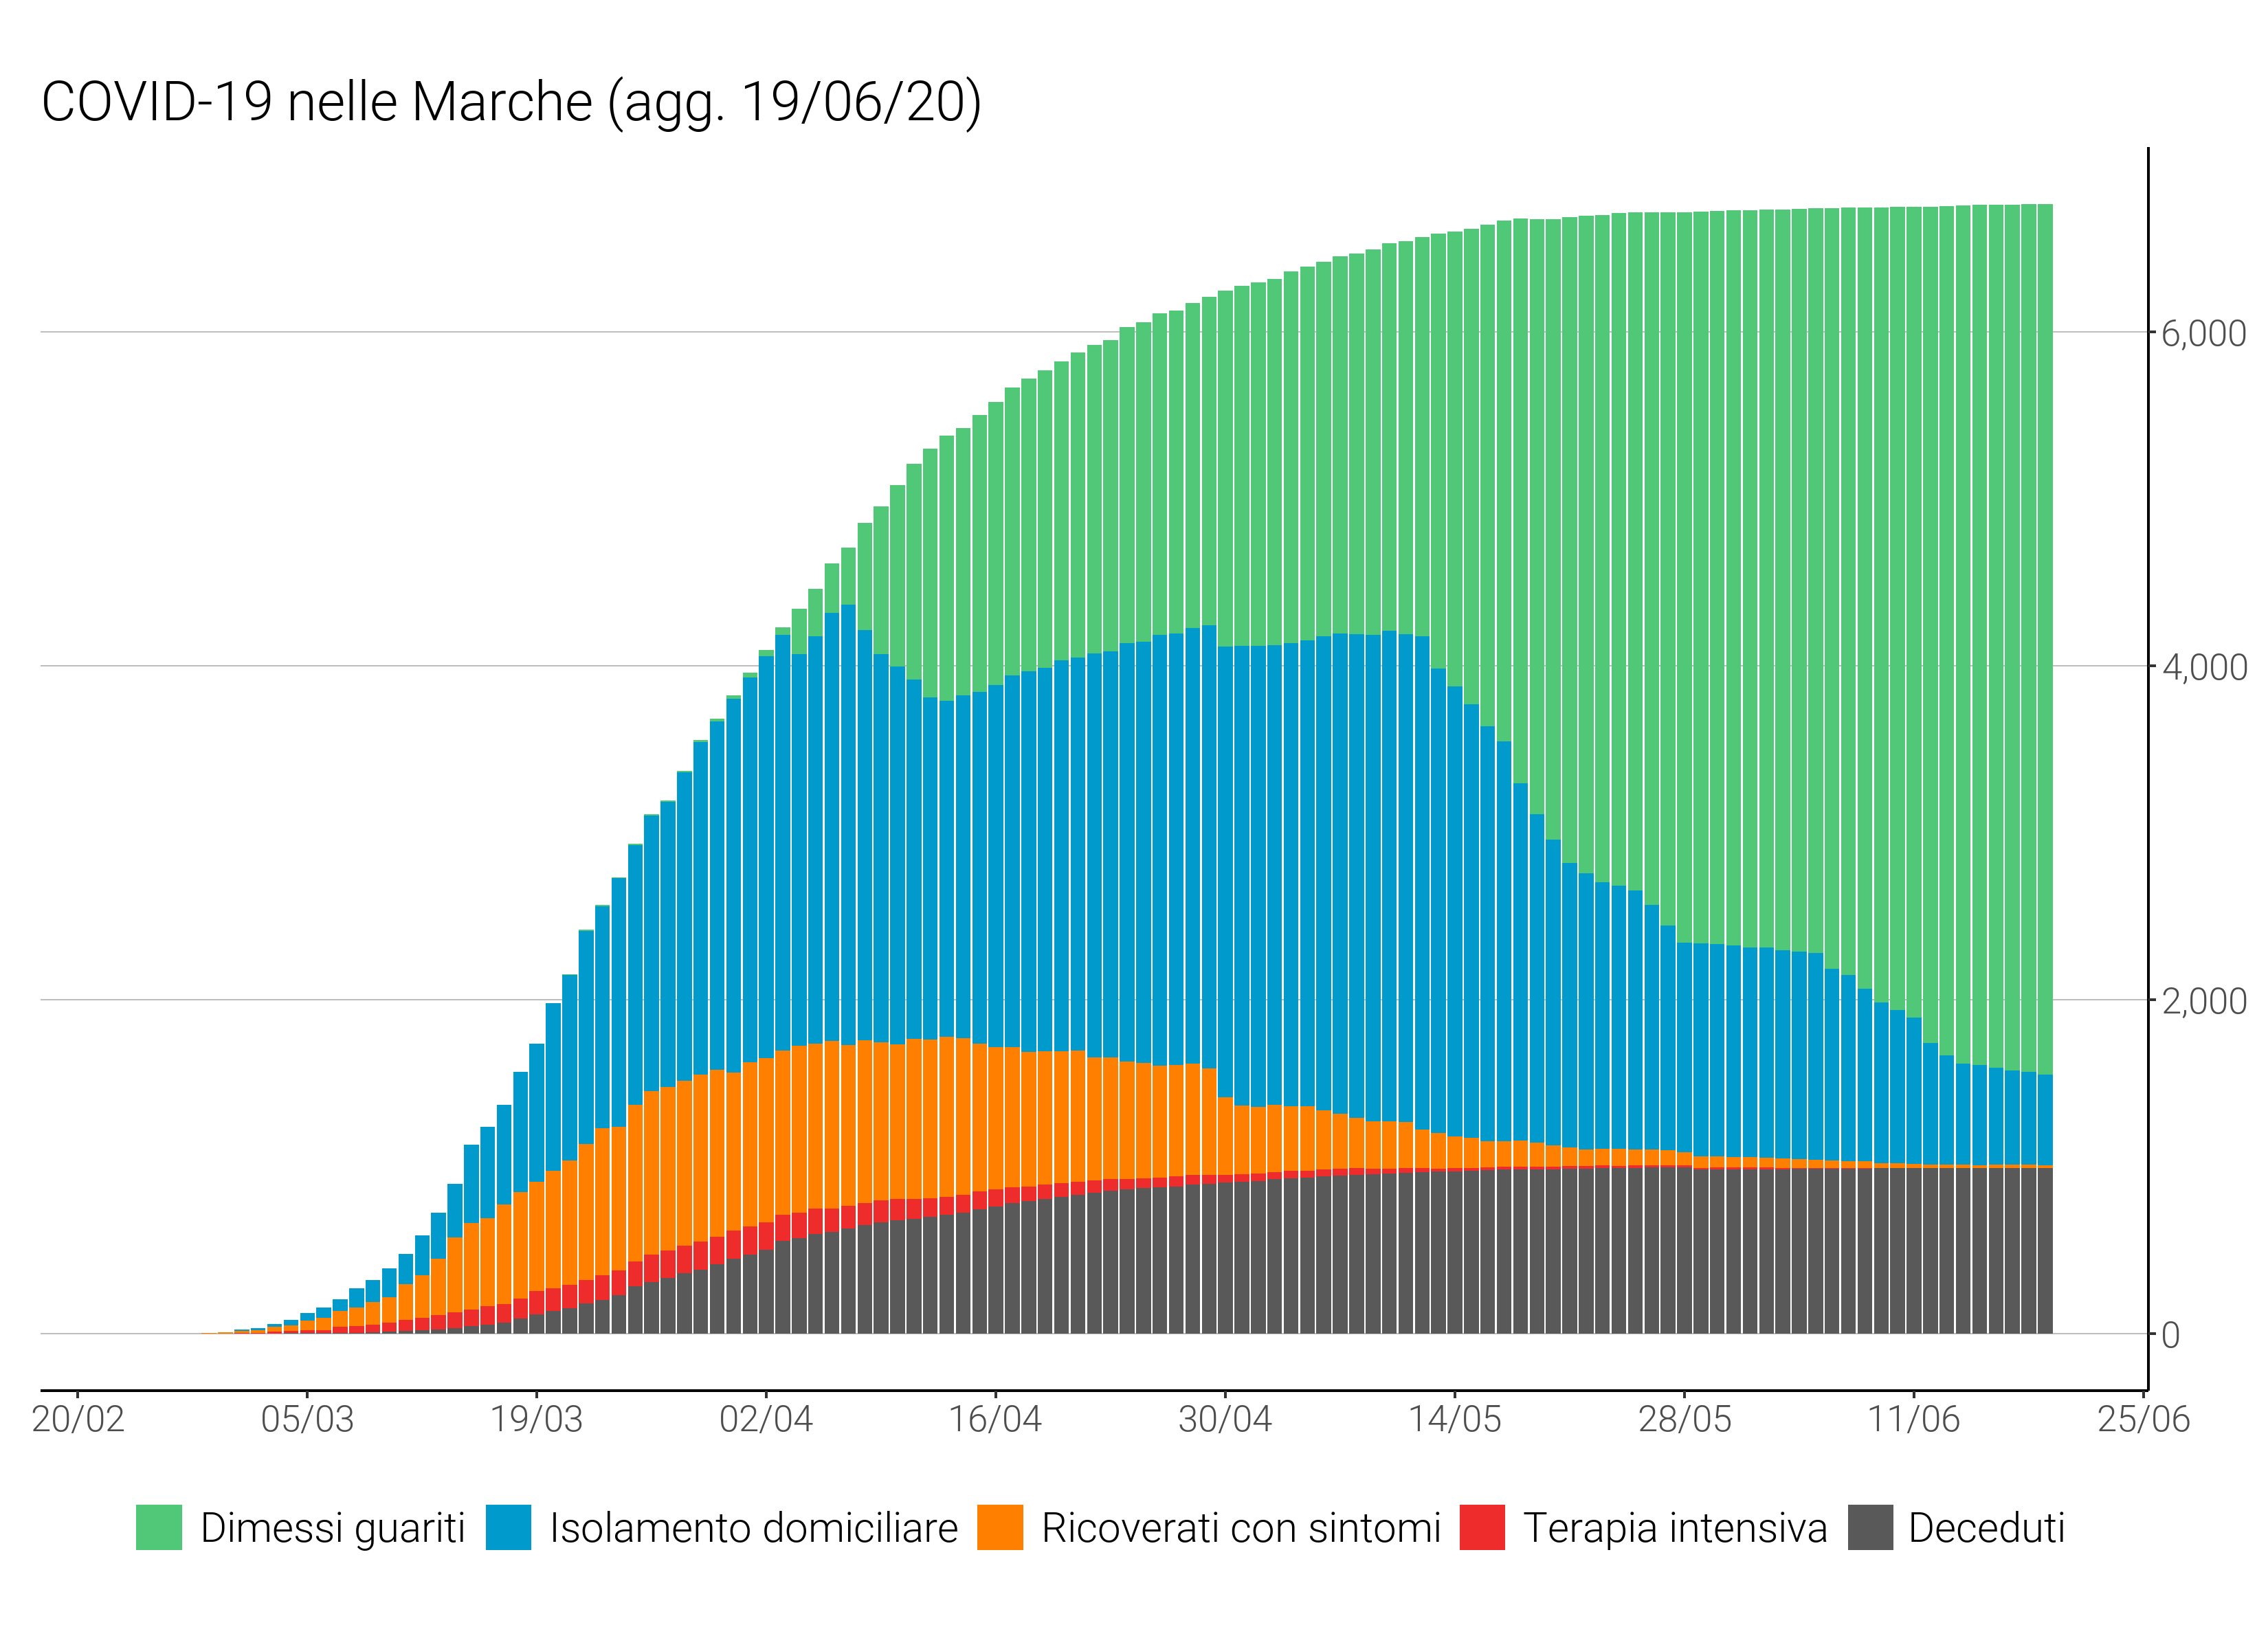 COVID-19 nelle Marche (agg. 19/06/20)
6,000
4,000
2,000
0
20/02 05/03 19/03 02/04 16/04 30/04 14/05 28/05 11/06 25/06
Dimessi guariti Isolamento domiciliare Ricoverati con sintomi Terapia intensiva Deceduti